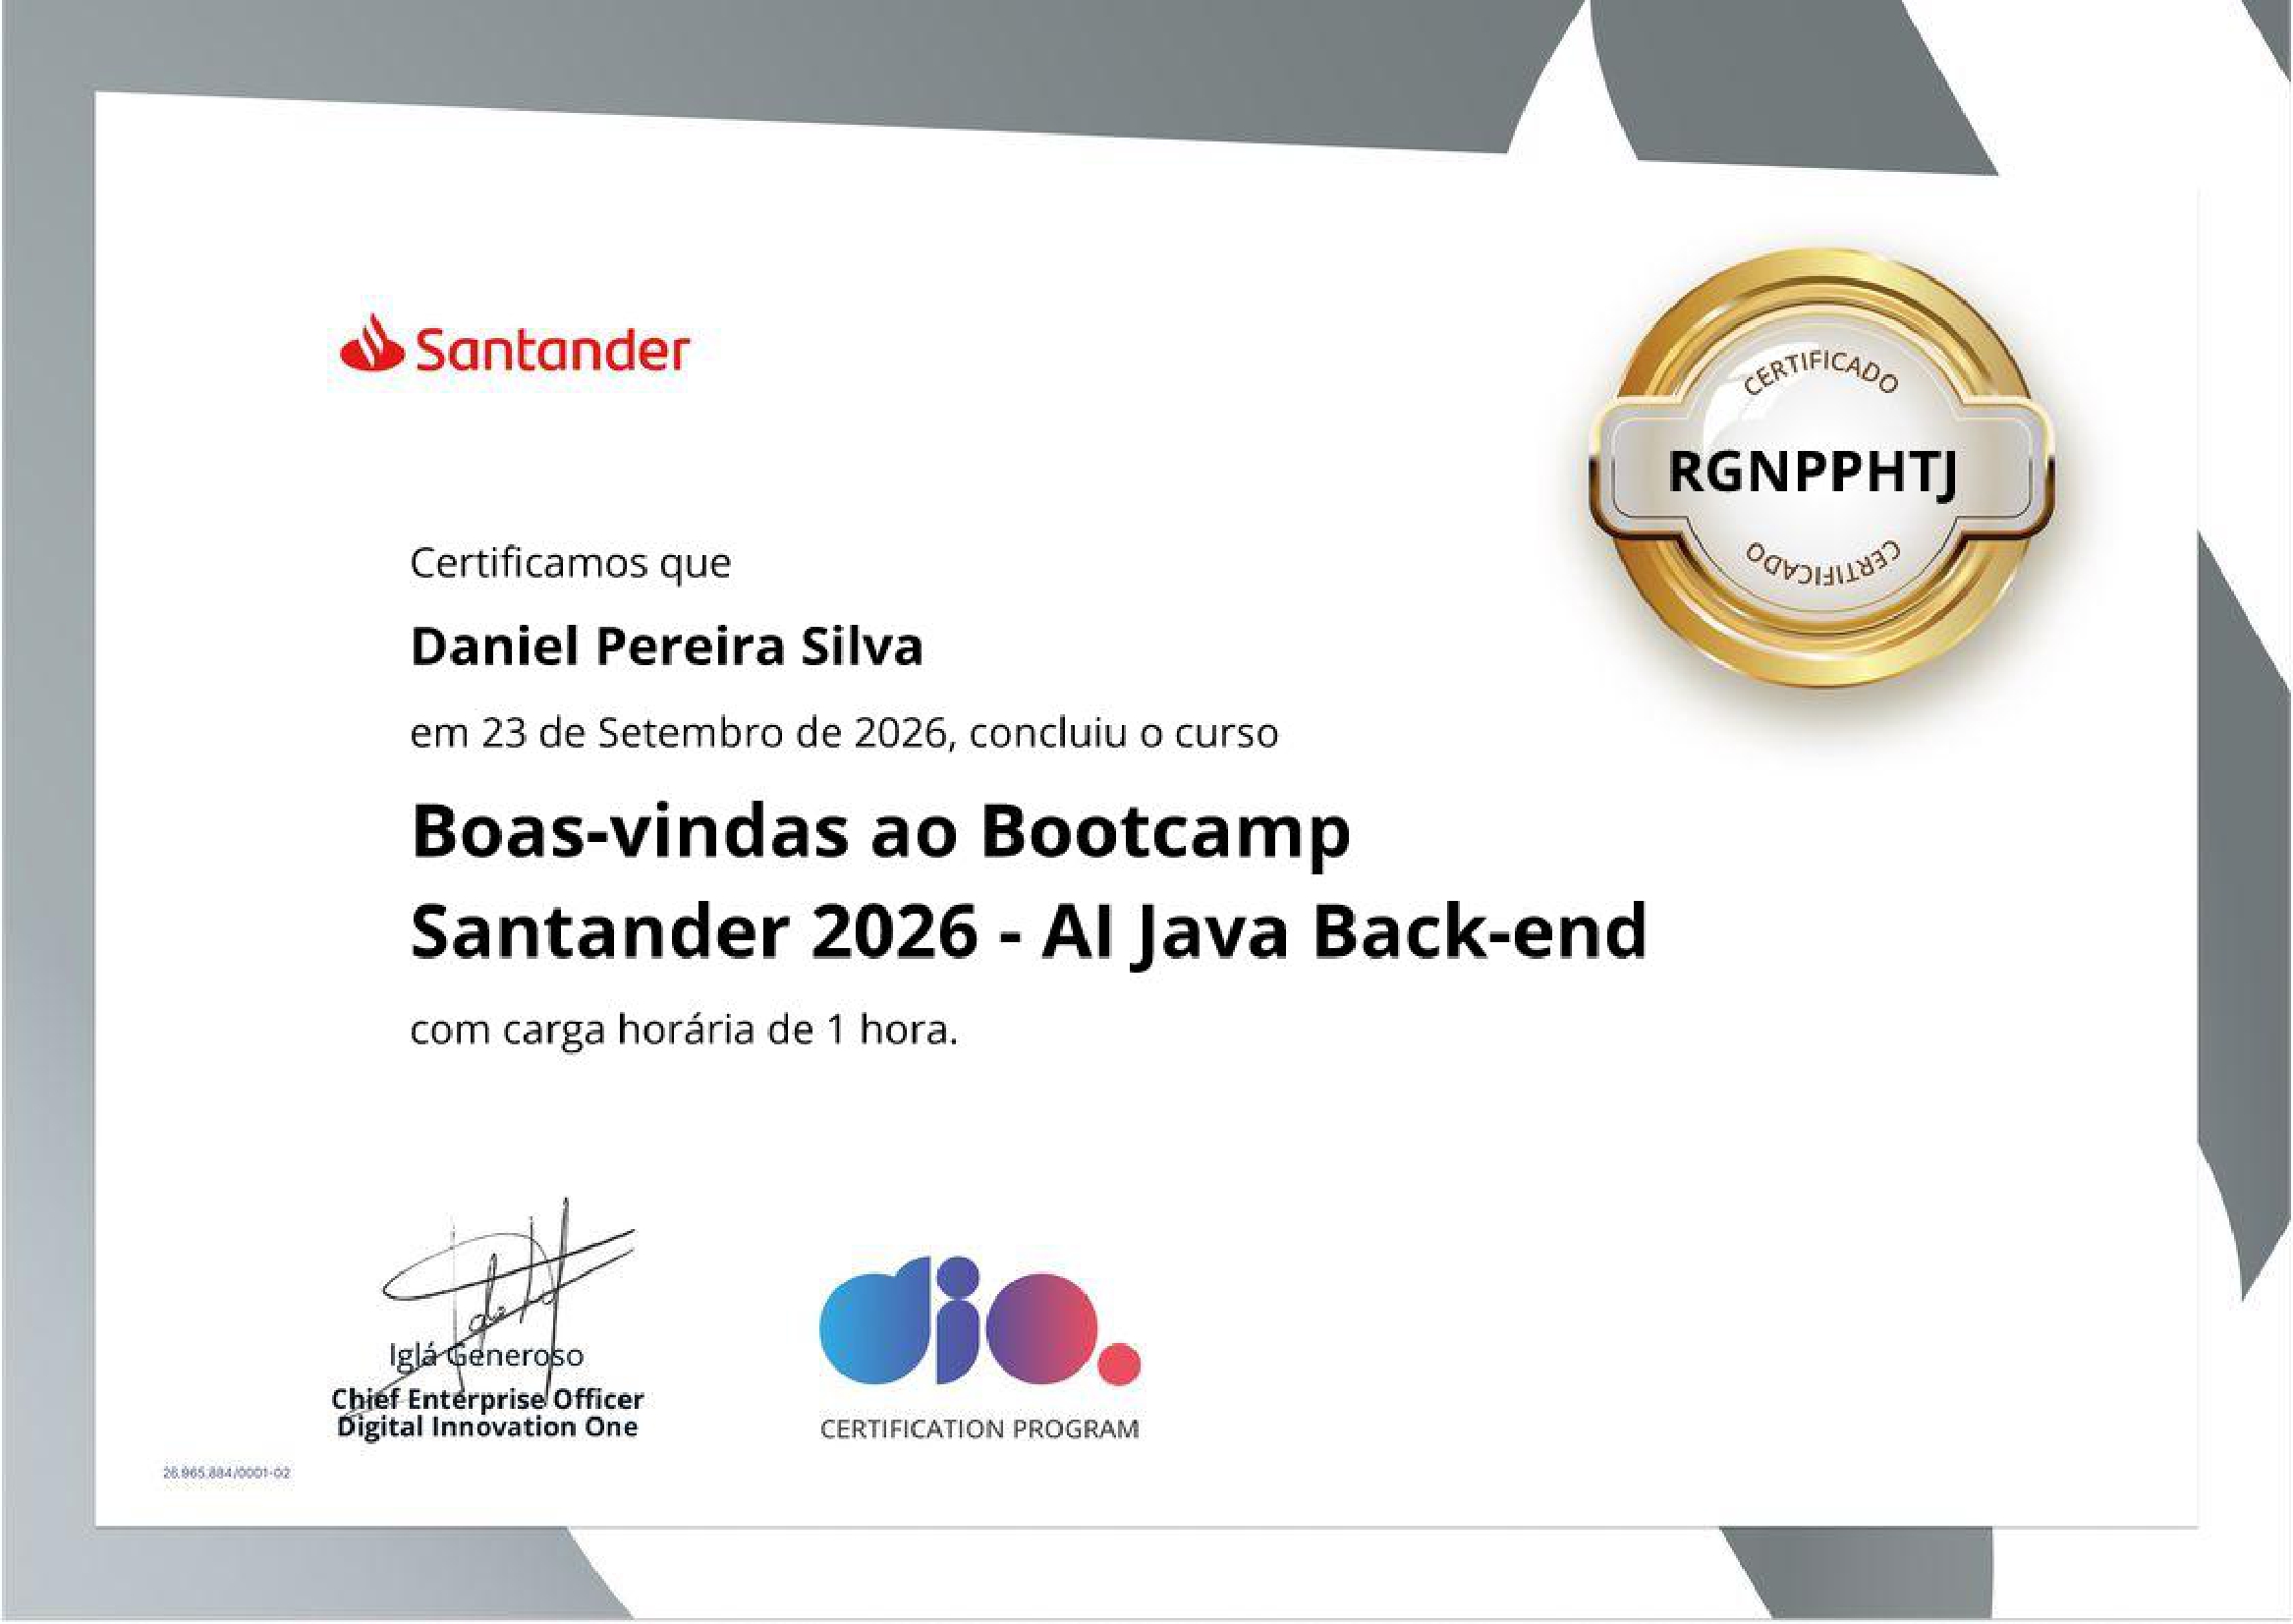 Santander
CERTIFICADO
RGNPPHTJ
CERTIFICADO
Certificamos que
Daniel Pereira Silva
em 23 de Setembro de 2026, concluiu o curso
Boas-vindas ao Bootcamp
Santander 2026 - AI Java Back-end
com carga horária de 1 hora.
Iglá Generoso
Chief Enterprise Officer
Digital Innovation One
dio.
CERTIFICATION PROGRAM
26.965.884/0001-02